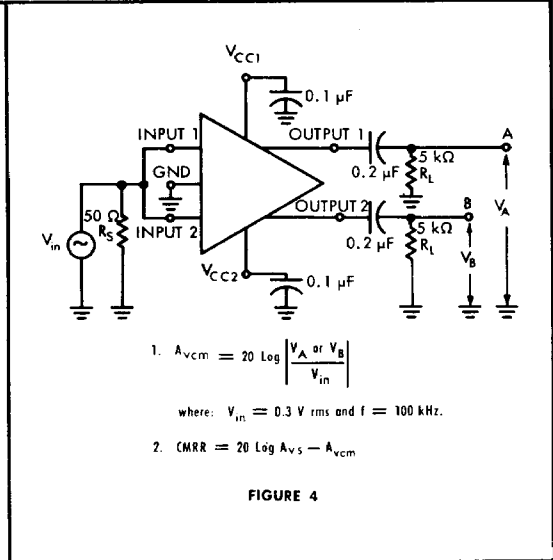 VCC1
0.1 µF
INPUT 1
OUTPUT 1
A
GND
0.2 µF
5 kΩ
RL
50 Ω
RS
INPUT 2
OUTPUT 2
B
VA
Vin
0.2 µF
5 kΩ
RL
VB
VCC2
0.1 µF
1. Avcm = 20 Log |VA or VB / Vin|
where: Vin = 0.3 V rms and f = 100 kHz.
2. CMRR = 20 Log AVS — Avcm
FIGURE 4